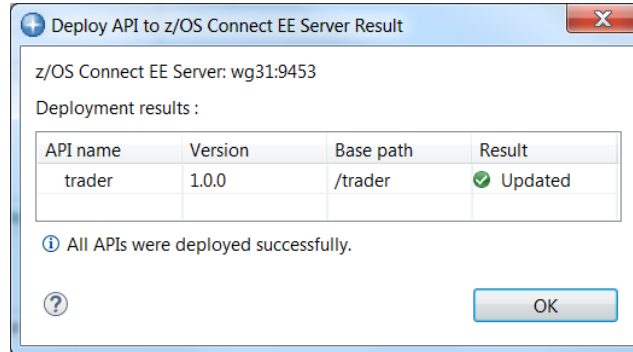 Deploy API to z/OS Connect EE Server Result
X
z/OS Connect EE Server: wg31:9453
Deployment results :
API name Version Base path Result
trader 1.0.0 /trader Updated
All APIs were deployed successfully.
? OK